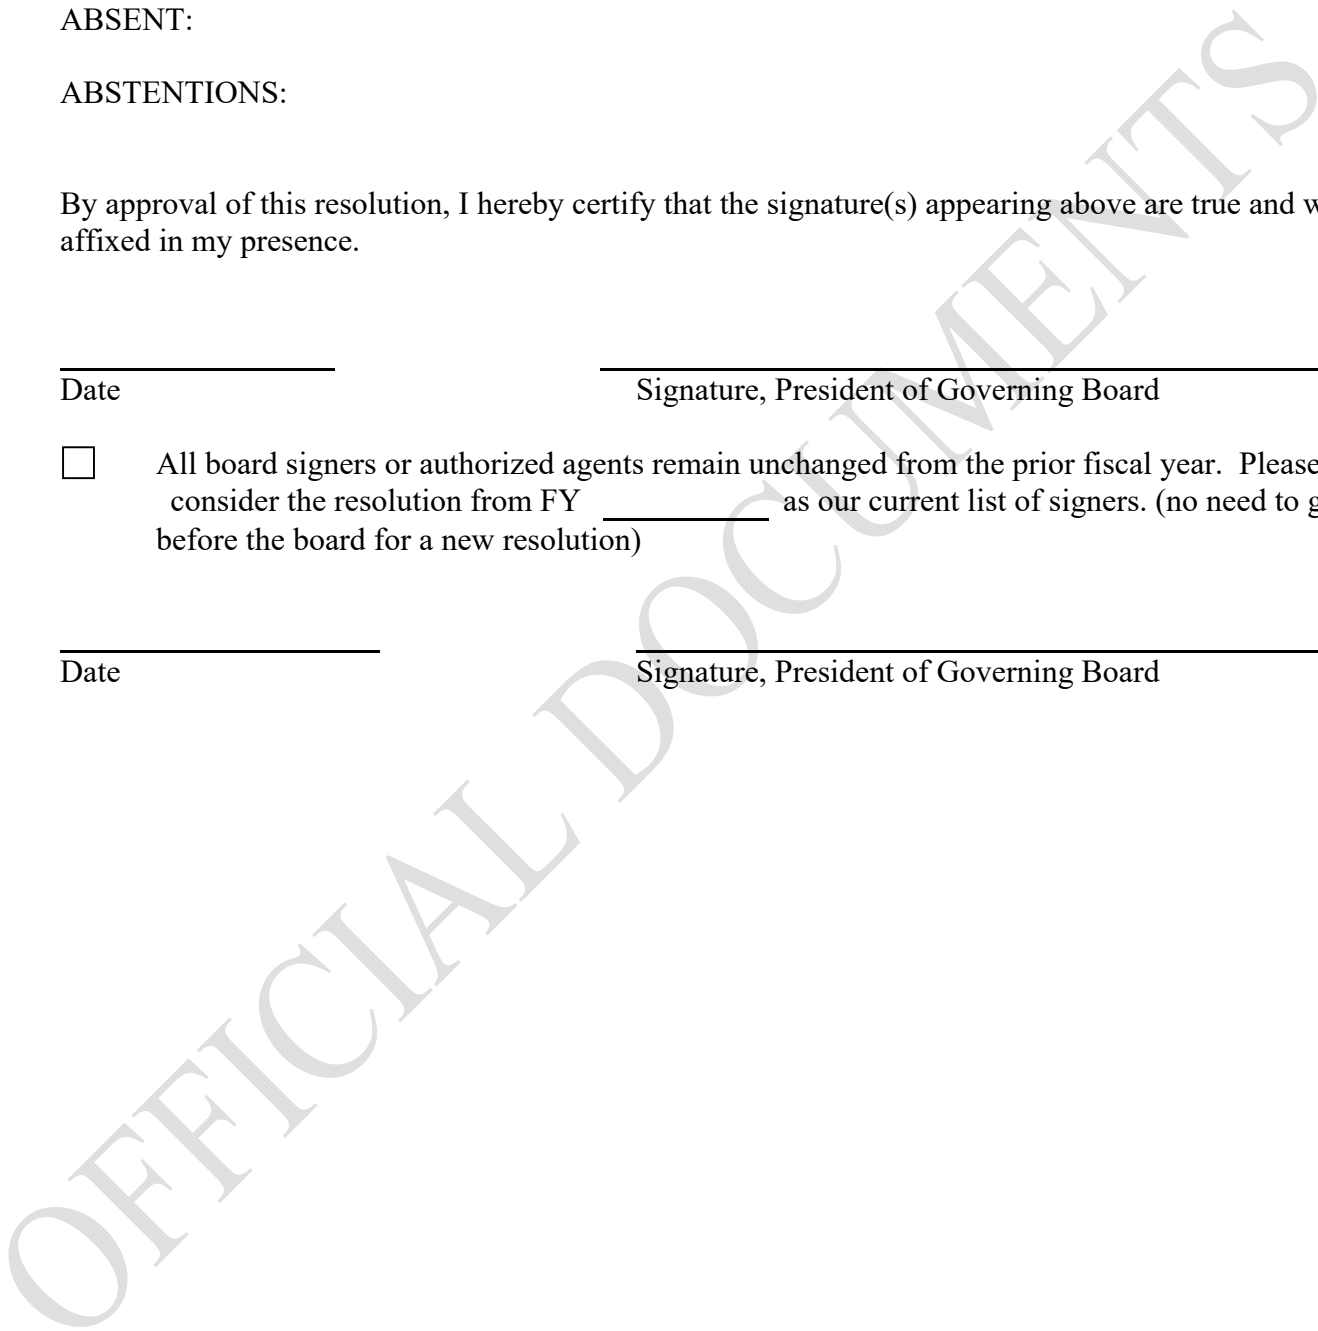 ABSENT:
ABSTENTIONS:
By approval of this resolution, I hereby certify that the signature(s) appearing above are true and
affixed in my presence.
Date Signature, President of Governing Board
All board signers or authorized agents remain unchanged from the prior fiscal year. Please
consider the resolution from FY as our current list of signers. (no need to
before the board for a new resolution)
Date Signature, President of Governing Board
OFFICIAL DOCUMENTS